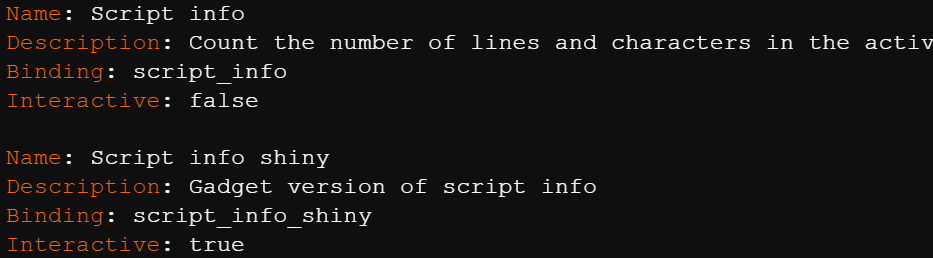 Name: Script info
Description: Count the number of lines and characters in the activ
Binding: script_info
Interactive: false
Name: Script info shiny
Description: Gadget version of script info
Binding: script_info_shiny
Interactive: true